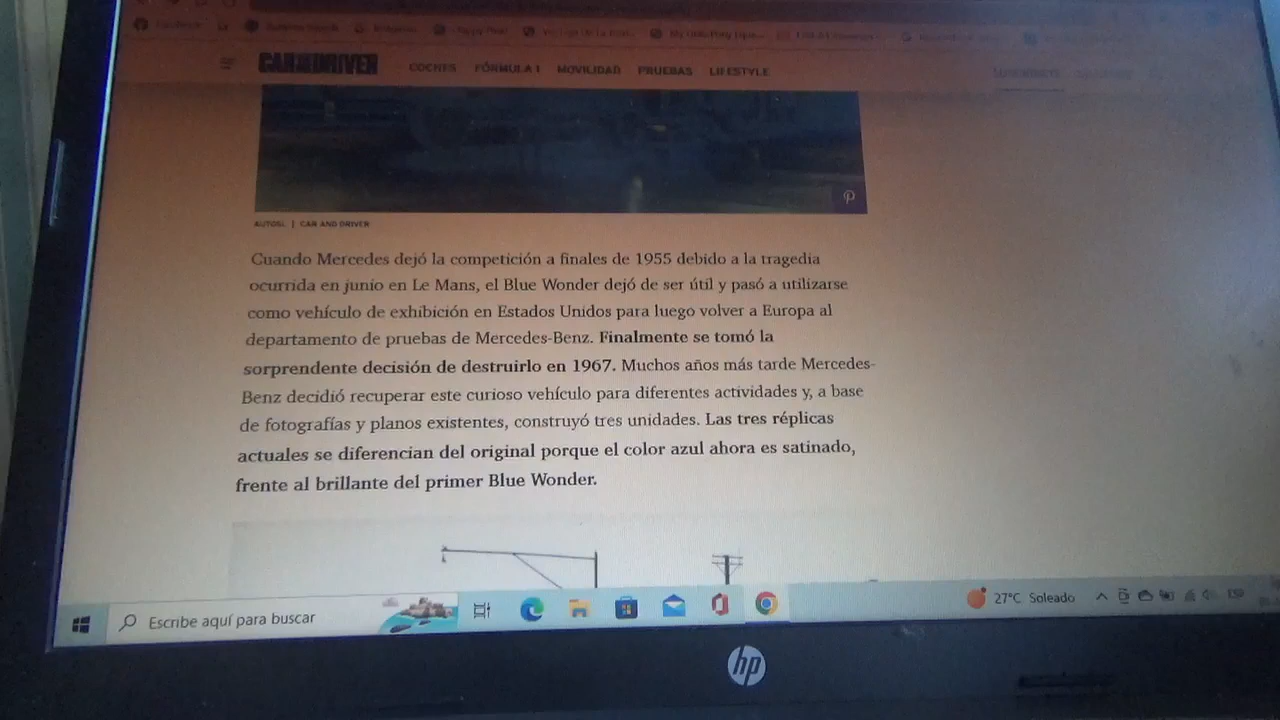 CAR AND DRIVER COCHES FÓRMULA 1 MOVILIDAD PRUEBAS LIFESTYLE
CAR AND DRIVER
Cuando Mercedes dejó la competición a finales de 1955 debido a la tragedia
ocurrida en junio en Le Mans, el Blue Wonder dejó de ser útil y pasó a utilizarse
como vehículo de exhibición en Estados Unidos para luego volver a Europa al
departamento de pruebas de Mercedes-Benz. Finalmente se tomó la
sorprendente decisión de destruirlo en 1967. Muchos años más tarde Mercedes-
Benz decidió recuperar este curioso vehículo para diferentes actividades y, a base
de fotografías y planos existentes, construyó tres unidades. Las tres réplicas
actuales se diferencian del original porque el color azul ahora es satinado,
frente al brillante del primer Blue Wonder.
Escribe aquí para buscar
27°C Soleado
ESP
hp